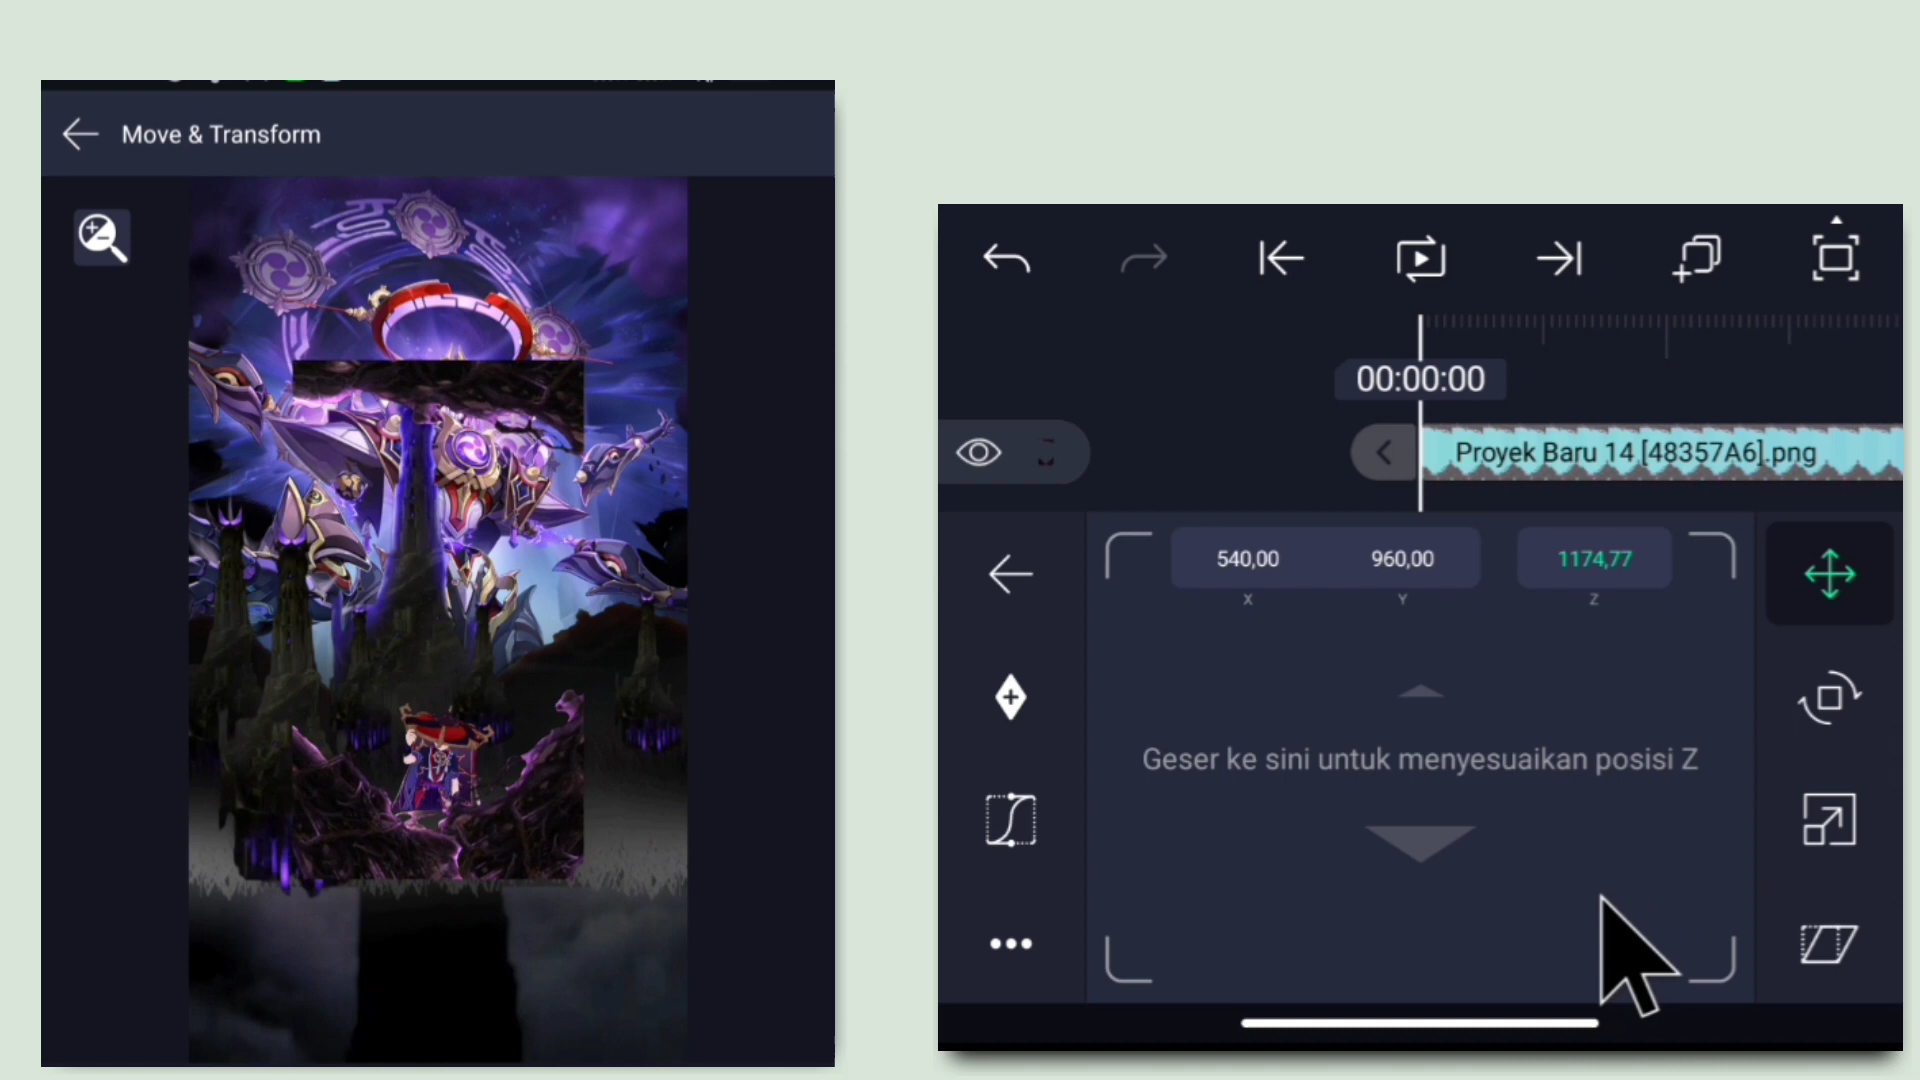 Move & Transform
00:00:00
Proyek Baru 14 [48357A6].png
540,00 960,00 1174,77
X Y Z
Geser ke sini untuk menyesuaikan posisi Z